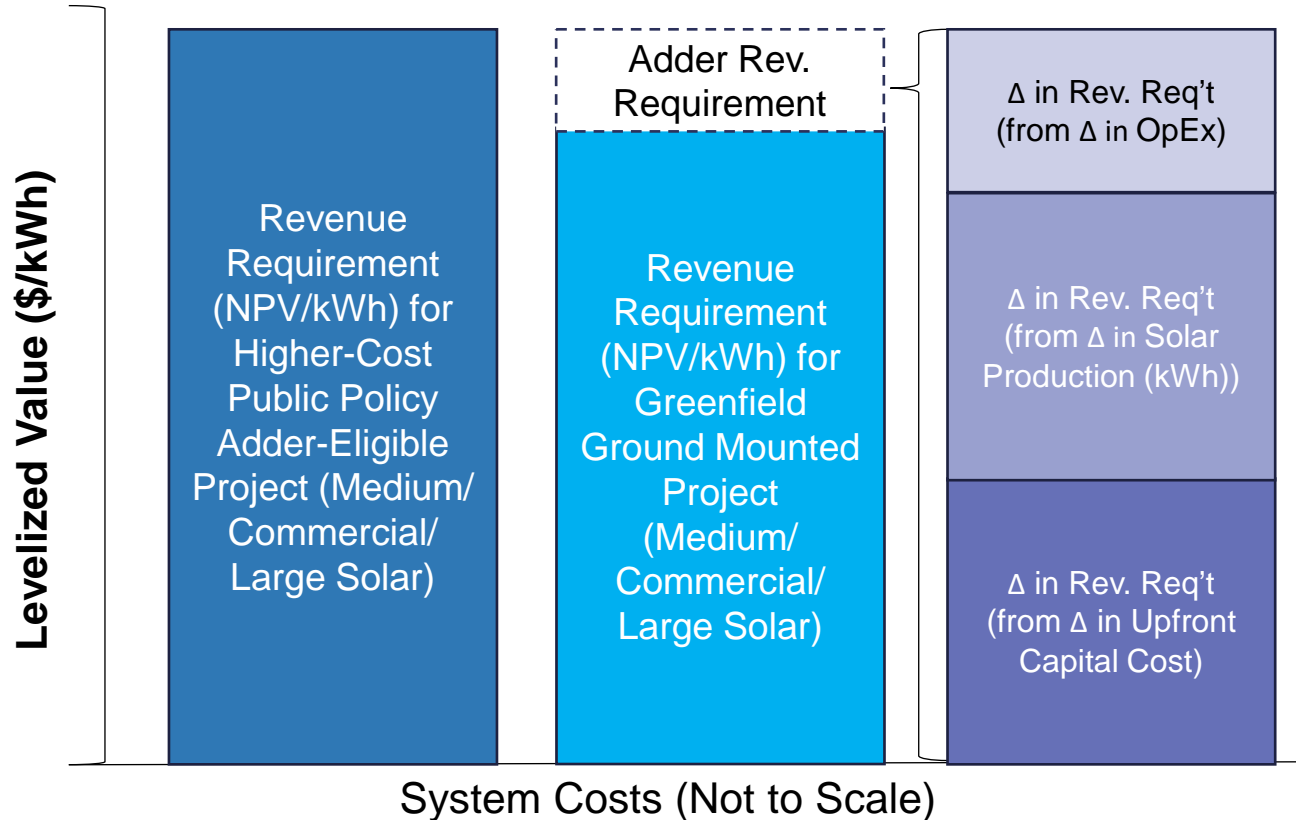 Levelized Value ($/kWh)
Revenue
Requirement
(NPV/kWh) for
Higher-Cost
Public Policy
Adder-Eligible
Project (Medium/
Commercial/
Large Solar)
Adder Rev.
Requirement
Revenue
Requirement
(NPV/kWh) for
Greenfield
Ground Mounted
Project
(Medium/
Commercial/
Large Solar)
Δ in Rev. Req’t
(from Δ in OpEx)
Δ in Rev. Req’t
(from Δ in Solar
Production (kWh))
Δ in Rev. Req’t
(from Δ in Upfront
Capital Cost)
System Costs (Not to Scale)